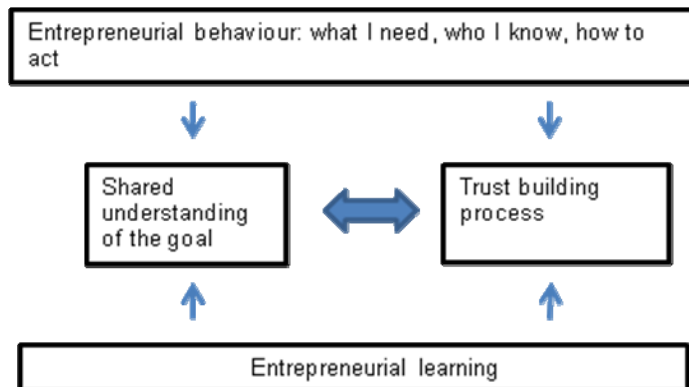 Entrepreneurial behaviour: what I need, who I know, how to
act
Shared
understanding
of the goal
Trust building
process
Entrepreneurial learning